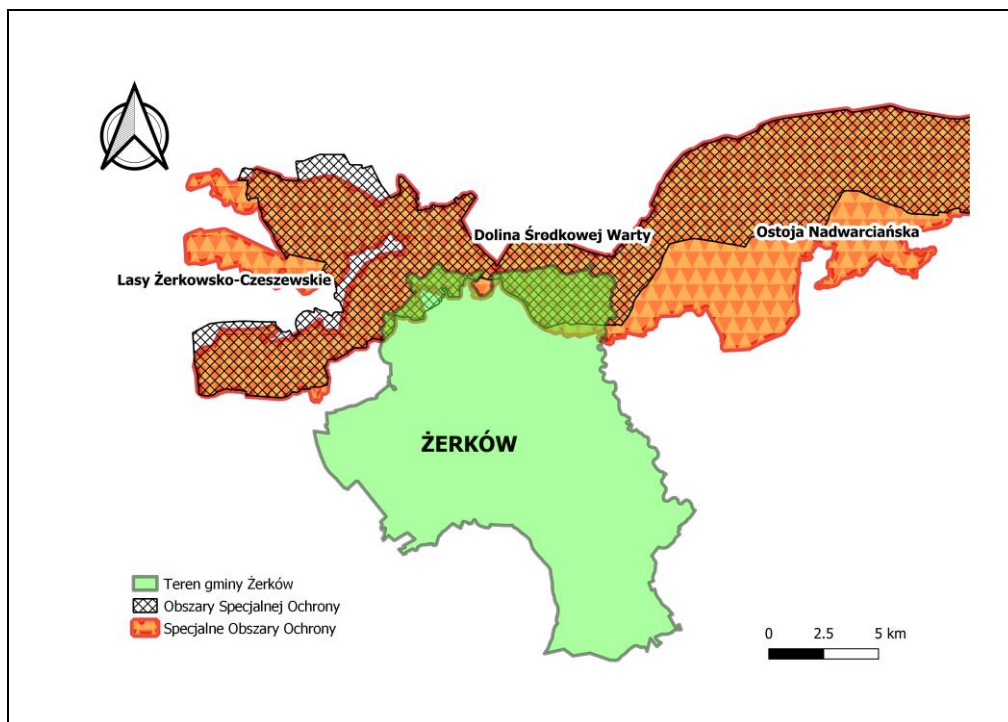 Dolina Środkowej Warty
Ostoja Nadwarciańska
Lasy Żerkowsko-Czeszewskie
ŻERKÓW
Teren gminy Żerków
Obszary Specjalnej Ochrony
Specjalne Obszary Ochrony
0 2.5 5 km